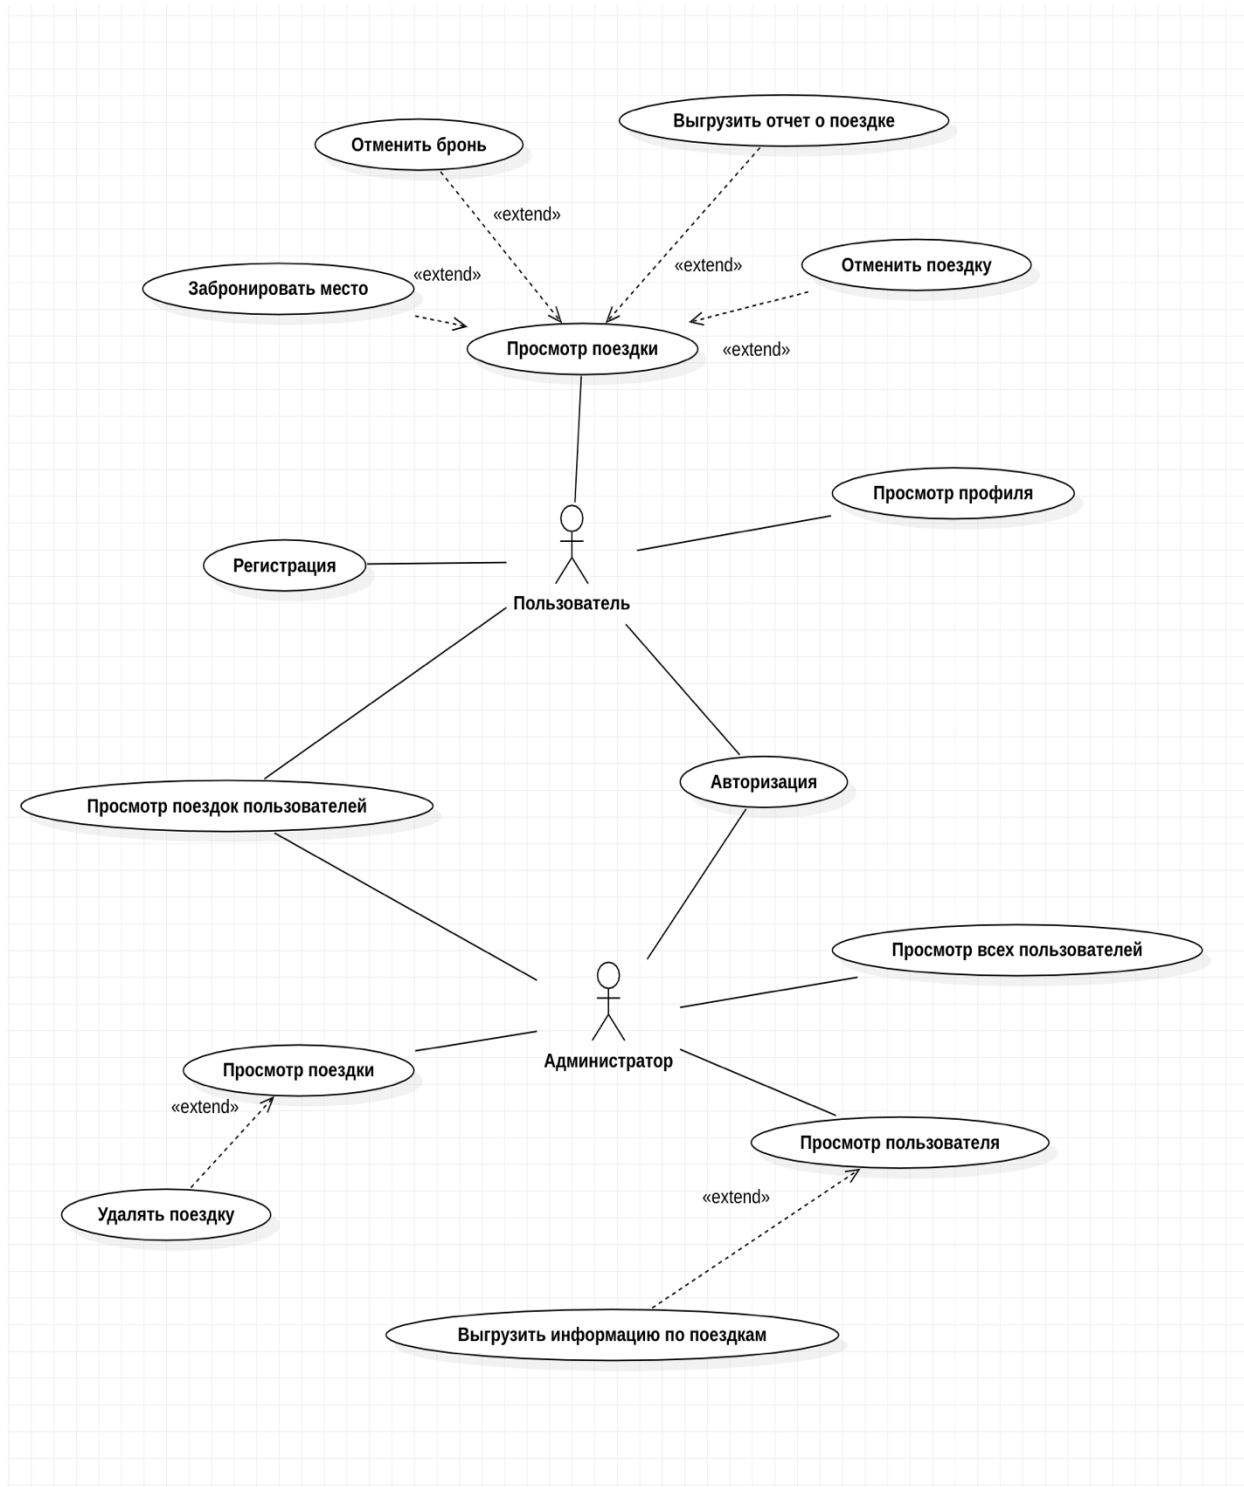 Выгрузить отчет о поездке
Отменить бронь
«extend»
«extend»
Отменить поездку
«extend»
Забронировать место
Просмотр поездки
«extend»
Просмотр профиля
Регистрация
Пользователь
Авторизация
Просмотр поездок пользователей
Просмотр всех пользователей
Администратор
Просмотр поездки
«extend»
Просмотр пользователя
«extend»
Удалять поездку
Выгрузить информацию по поездкам